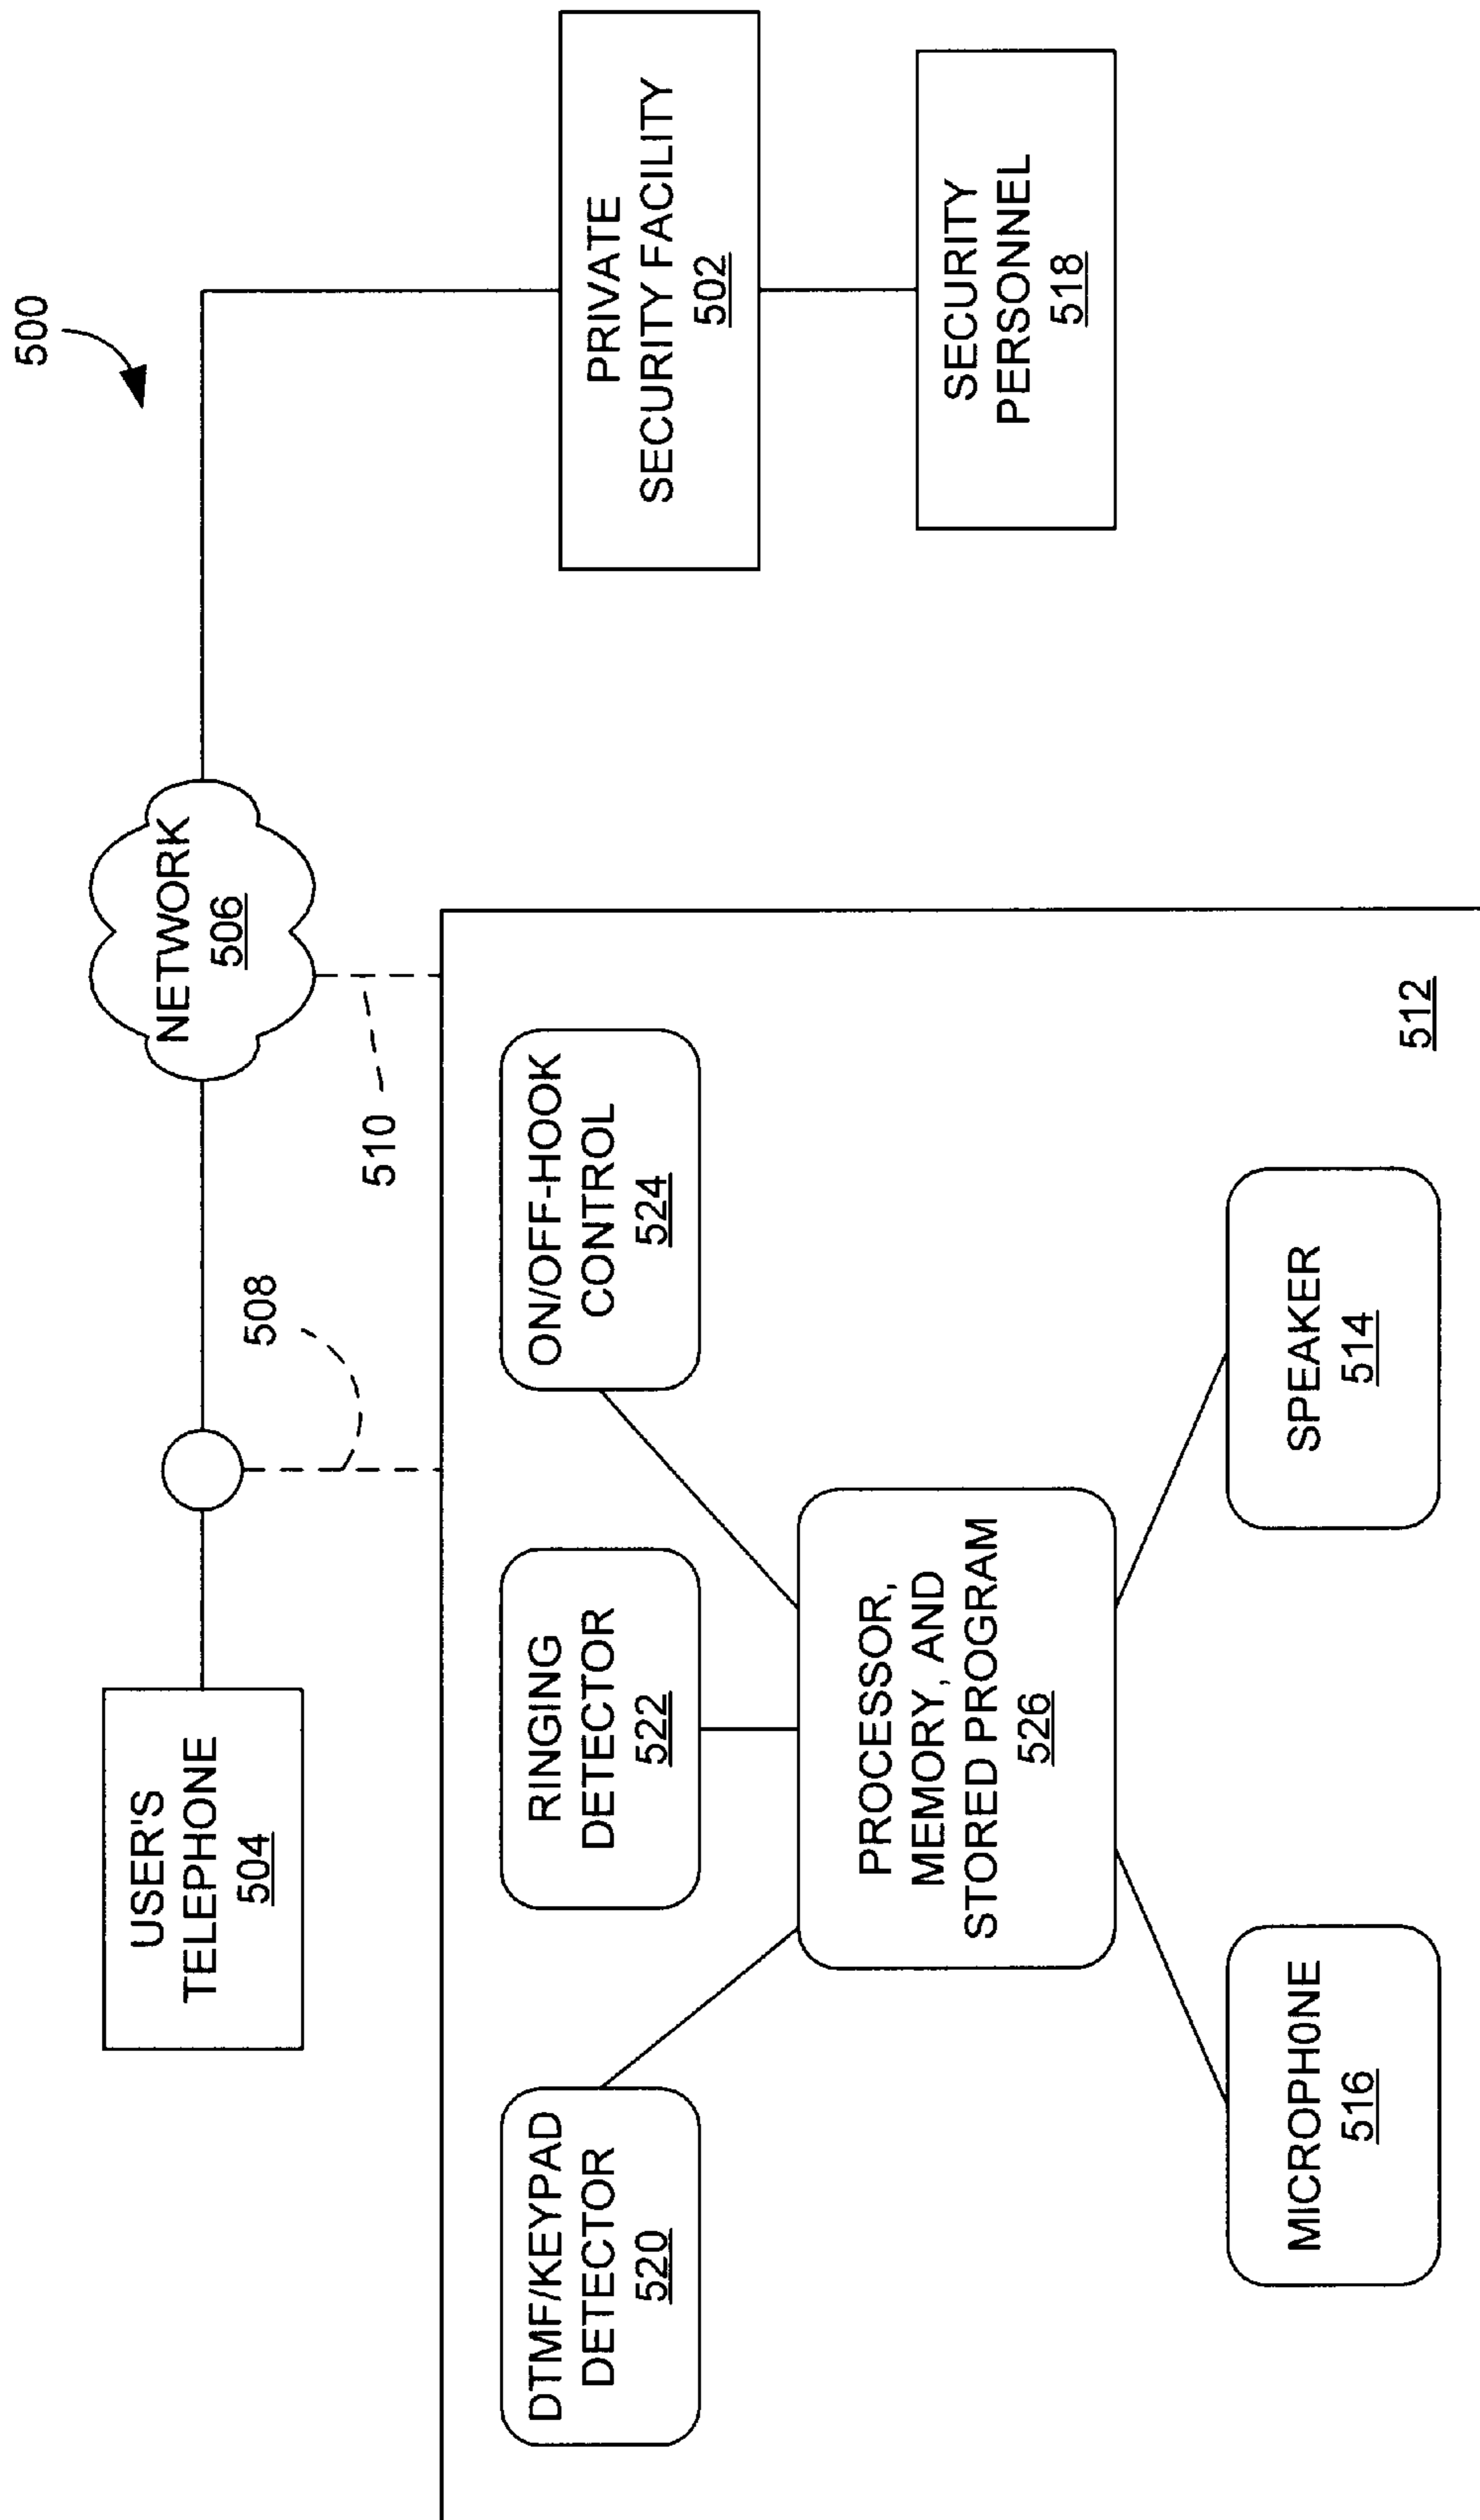 500
USER'S
TELEPHONE
504
NETWORK
506
508
510
PRIVATE
SECURITY FACILITY
502
SECURITY
PERSONNEL
518
DTMF/KEYPAD
DETECTOR
520
RINGING
DETECTOR
522
ON/OFF-HOOK
CONTROL
524
PROCESSOR,
MEMORY, AND
STORED PROGRAM
526
MICROPHONE
516
SPEAKER
514
512